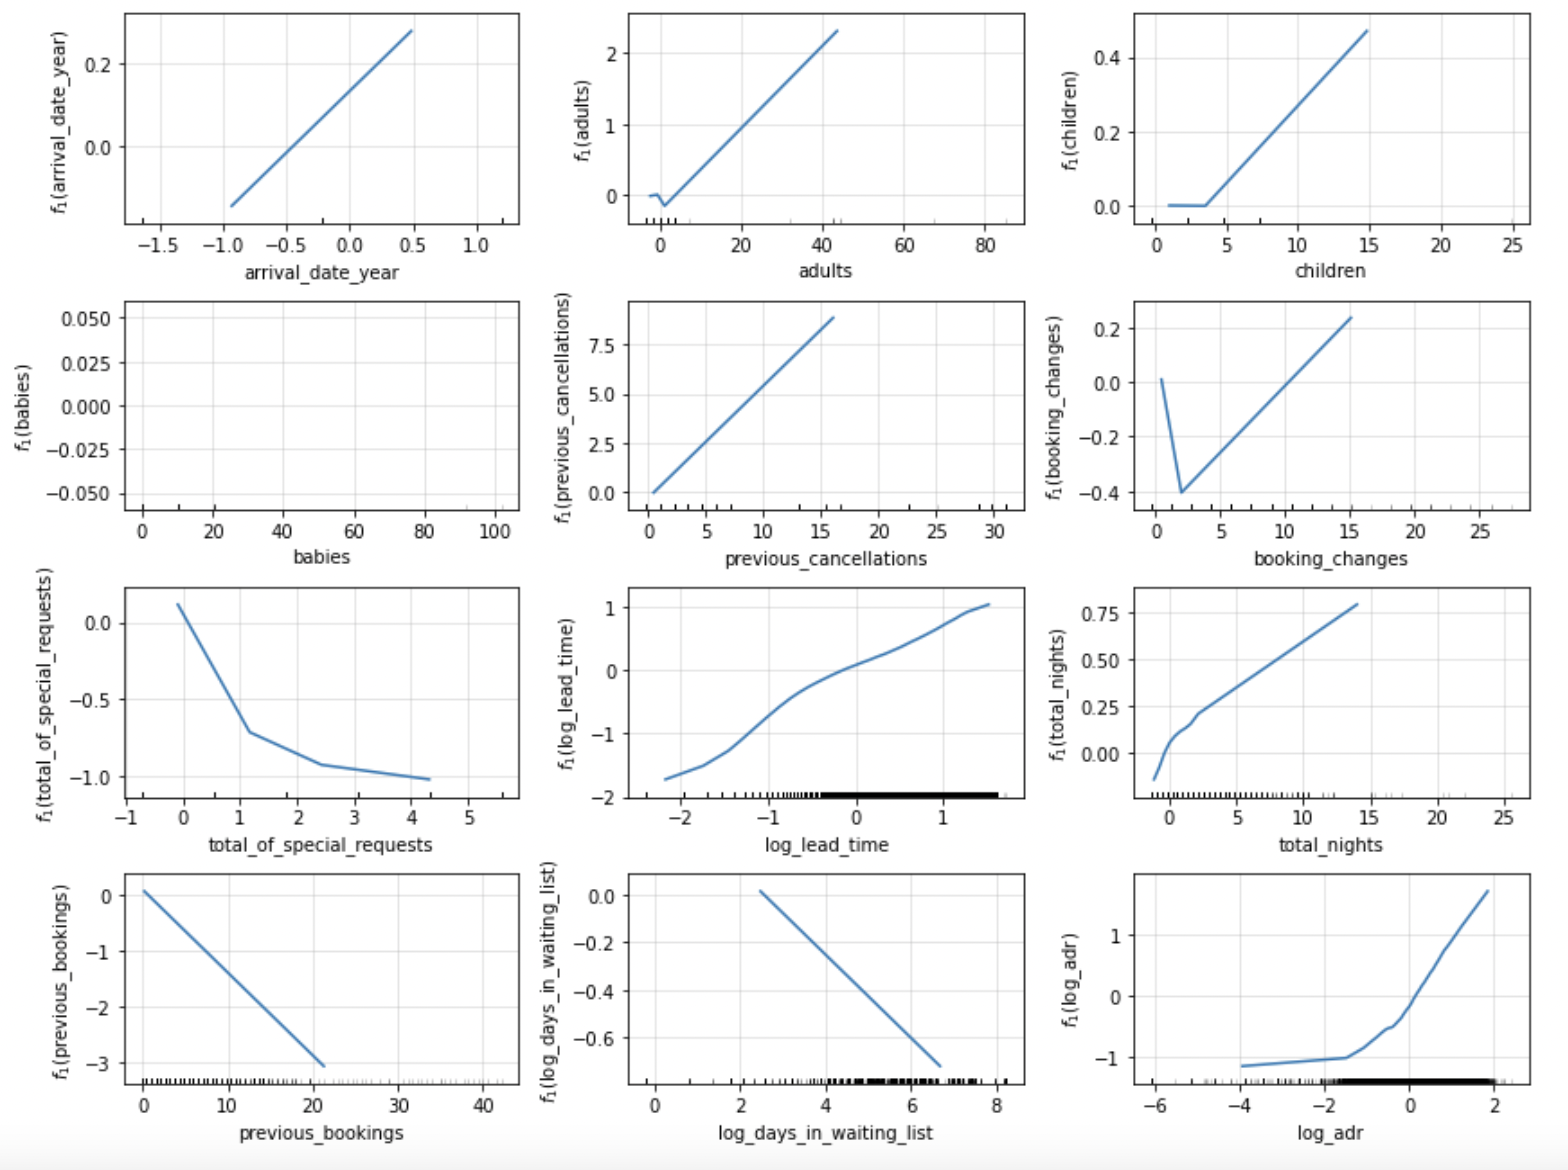 f1(arrival_date_year)
0.2
0.0
−1.5 −1.0 −0.5 0.0 0.5 1.0
arrival_date_year
f1(adults)
2
1
0
0 20 40 60 80
adults
f1(children)
0.4
0.2
0.0
0 5 10 15 20 25
children
f1(babies)
0.050
0.025
0.000
−0.025
−0.050
0 20 40 60 80 100
babies
f1(previous_cancellations)
7.5
5.0
2.5
0.0
0 5 10 15 20 25 30
previous_cancellations
f1(booking_changes)
0.2
0.0
−0.2
−0.4
0 5 10 15 20 25
booking_changes
f1(total_of_special_requests)
0.0
−0.5
−1.0
−1 0 1 2 3 4 5
total_of_special_requests
f1(log_lead_time)
1
0
−1
−2
−2 −1 0 1
log_lead_time
f1(total_nights)
0.75
0.50
0.25
0.00
0 5 10 15 20 25
total_nights
f1(previous_bookings)
0
−1
−2
−3
0 10 20 30 40
previous_bookings
f1(log_days_in_waiting_list)
0.0
−0.2
−0.4
−0.6
0 2 4 6 8
log_days_in_waiting_list
f1(log_adr)
1
0
−1
−6 −4 −2 0 2
log_adr